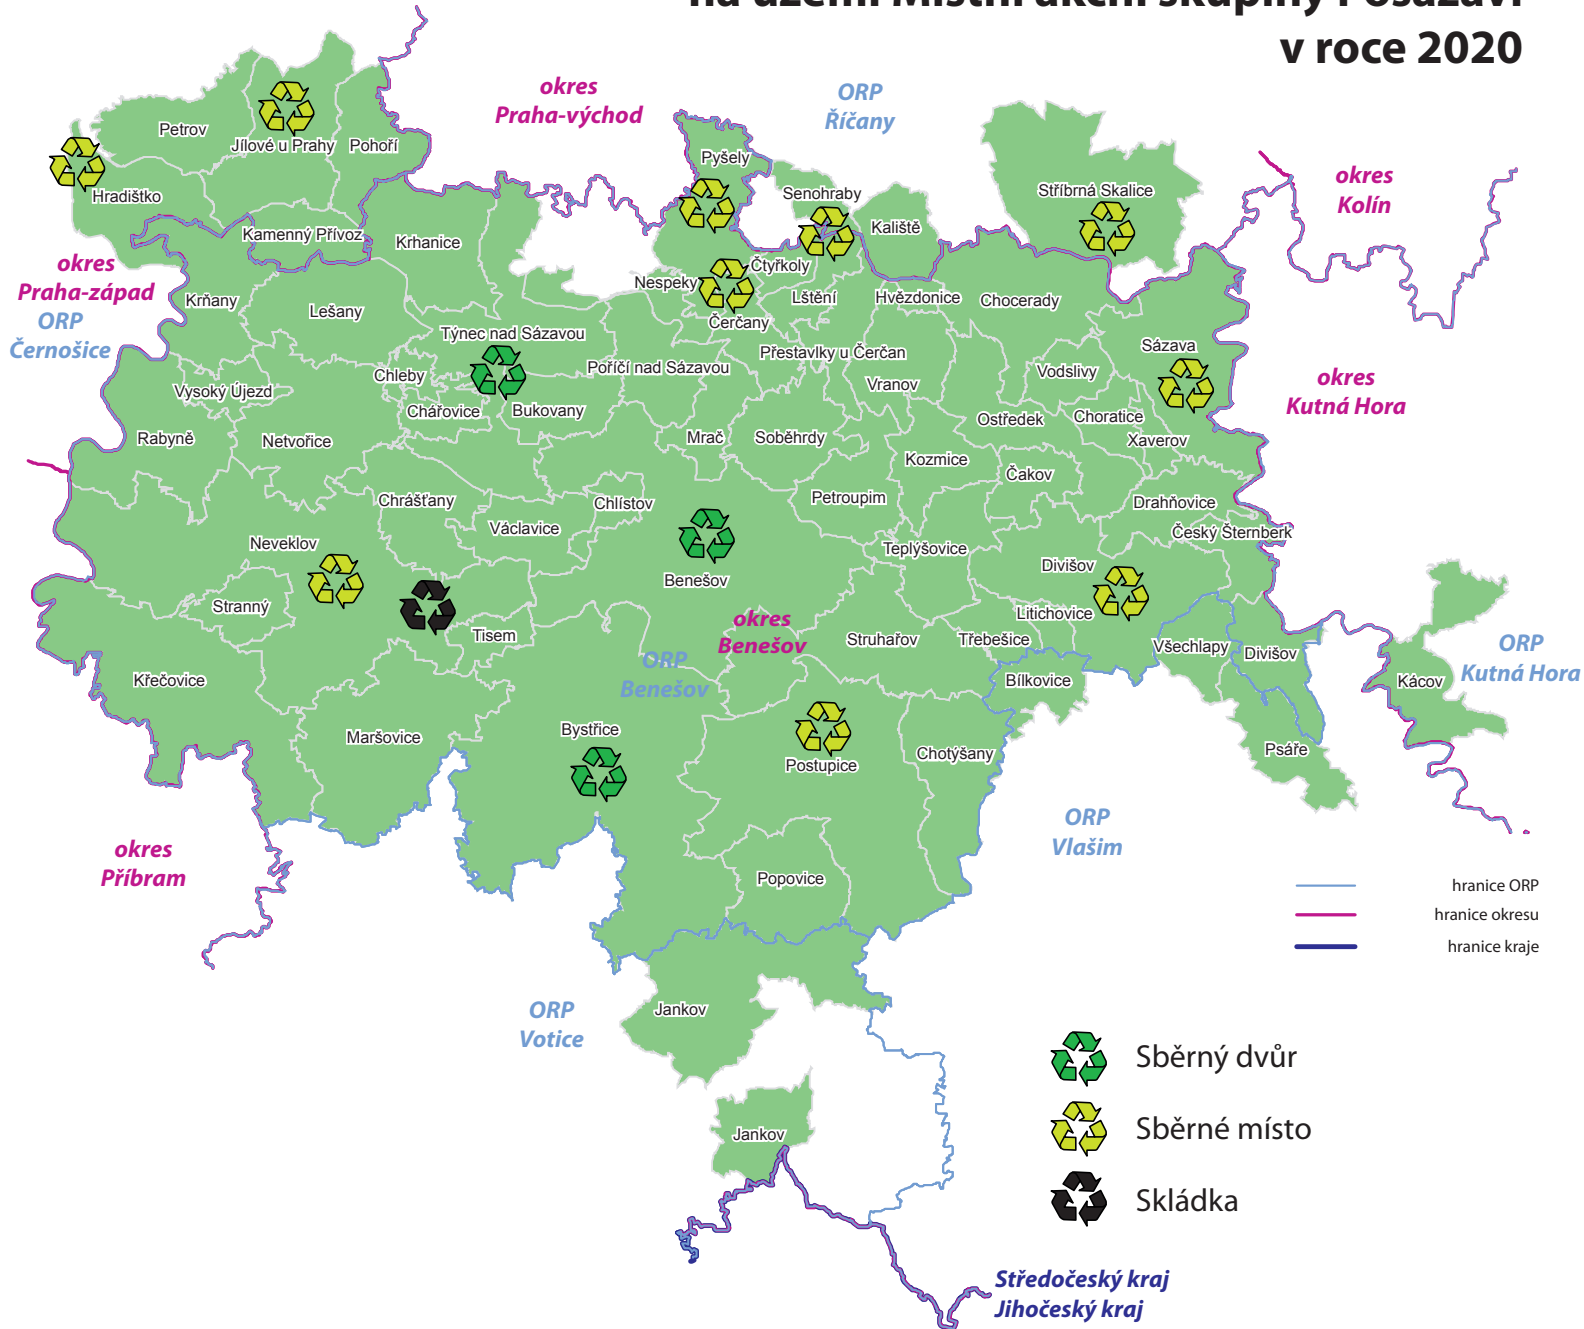 na území Místní akční skupiny Posázaví
v roce 2020
okres
Praha-východ
ORP
Říčany
Petrov
Jílové u Prahy
Pohoří
Hradištko
Pyšely
Senohraby
Stříbrná Skalice
okres
Kolín
Kamenný Přívoz
Krhanice
Kaliště
okres
Praha-západ
ORP
Černošice
Krňany
Lešany
Nespeky
Čtyřkoly
Lštění
Hvězdonice
Chocerady
Čerčany
Týnec nad Sázavou
Přestavlky u Čerčan
Sázava
Chleby
Poříčí nad Sázavou
Vranov
Vodslivy
okres
Kutná Hora
Vysoký Újezd
Chářovice
Bukovany
Ostředek
Choratice
Xaverov
Rabyně
Netvořice
Mrač
Soběhrdy
Kozmice
Čakov
Chrášťany
Chlístov
Petroupim
Drahňovice
Václavice
Český Šternberk
Neveklov
Teplýšovice
Benešov
Divišov
Stranný
Litichovice
Tisem
okres
Benešov
Struhařov
Třebešice
Všechlapy
Divišov
ORP
Kutná Hora
ORP
Benešov
Křečovice
Bílkovice
Kácov
Maršovice
Bystřice
Chotýšany
Psáře
Postupice
ORP
Vlašim
okres
Příbram
Popovice
hranice ORP
hranice okresu
hranice kraje
Jankov
ORP
Votice
Sběrný dvůr
Sběrné místo
Jankov
Skládka
Středočeský kraj
Jihočeský kraj